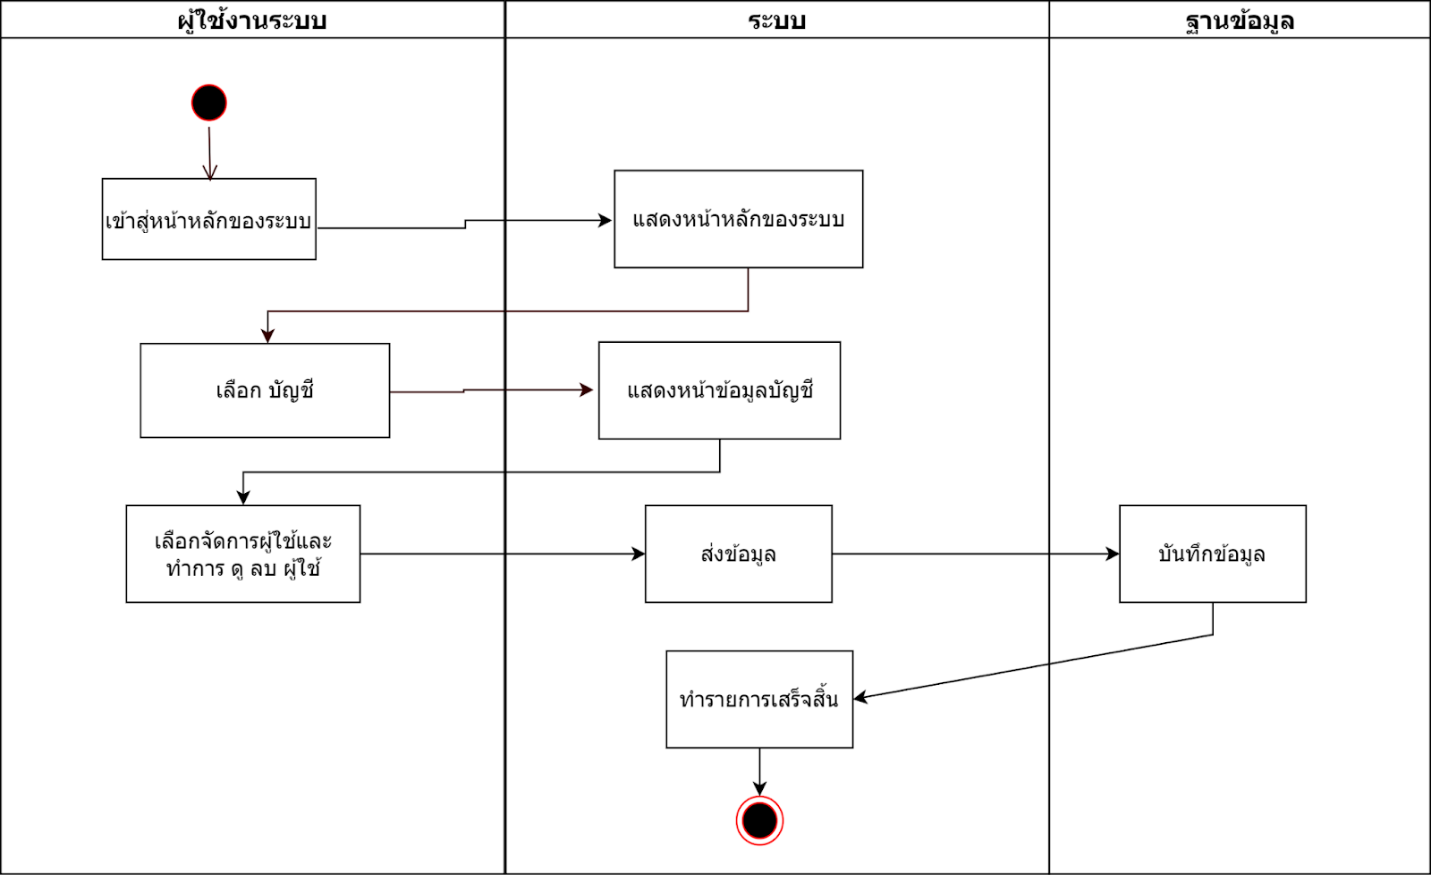 ผู้ใช้งานระบบ
ระบบ
ฐานข้อมูล
เข้าสู่หน้าหลักของระบบ
แสดงหน้าหลักของระบบ
เลือก บัญชี
แสดงหน้าข้อมูลบัญชี
เลือกจัดการผู้ใช้และ
ทำการ ดู ลบ ผู้ใช้
ส่งข้อมูล
บันทึกข้อมูล
ทำรายการเสร็จสิ้น